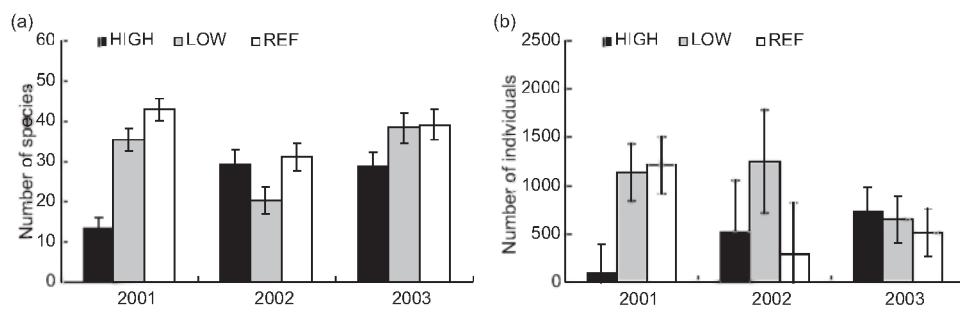 (a)
HIGH LOW REF
Number of species
60
50
40
30
20
10
0
2001 2002 2003
(b)
HIGH LOW REF
Number of individuals
2500
2000
1500
1000
500
0
2001 2002 2003